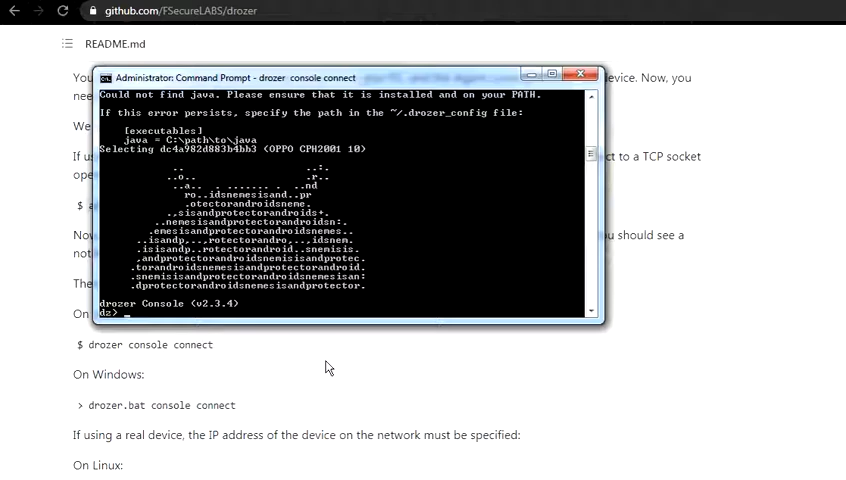 github.com/FSecureLABS/drozer
README.md
Administrator: Command Prompt - drozer console connect
Could not find java. Please ensure that it is installed and on your PATH.
If this error persists, specify the path in the ~/.drozer_config file:
[executables]
java = C:\path\to\java
Selecting dc4a982d883b4bb3 (OPPO CPH2001 10)
.. ..:.
..o.. .r..
..a.. . ....... . ..nd
ro..idsnemesisand..pr
.otectorandroidsneme.
.,sisandprotectorandroids+.
..nemesisandprotectorandroidsn:.
.emesisandprotectorandroidsnemes..
..isandp,..,rotectorandro,..,idsnem.
.isisandp..rotectorandroid..snemisis.
,andprotectorandroidsnemisisandprotec.
.torandroidsnemesisandprotectorandroid.
.snemisisandprotectorandroidsnemesisan:
.dprotectorandroidsnemesisandprotector.
drozer Console (v2.3.4)
dz> _
You
device. Now, you
nee
We
If us
ct to a TCP socket
ope
$ a
Now
ou should see a
noti
The
On
$ drozer console connect
On Windows:
> drozer.bat console connect
If using a real device, the IP address of the device on the network must be specified:
On Linux: